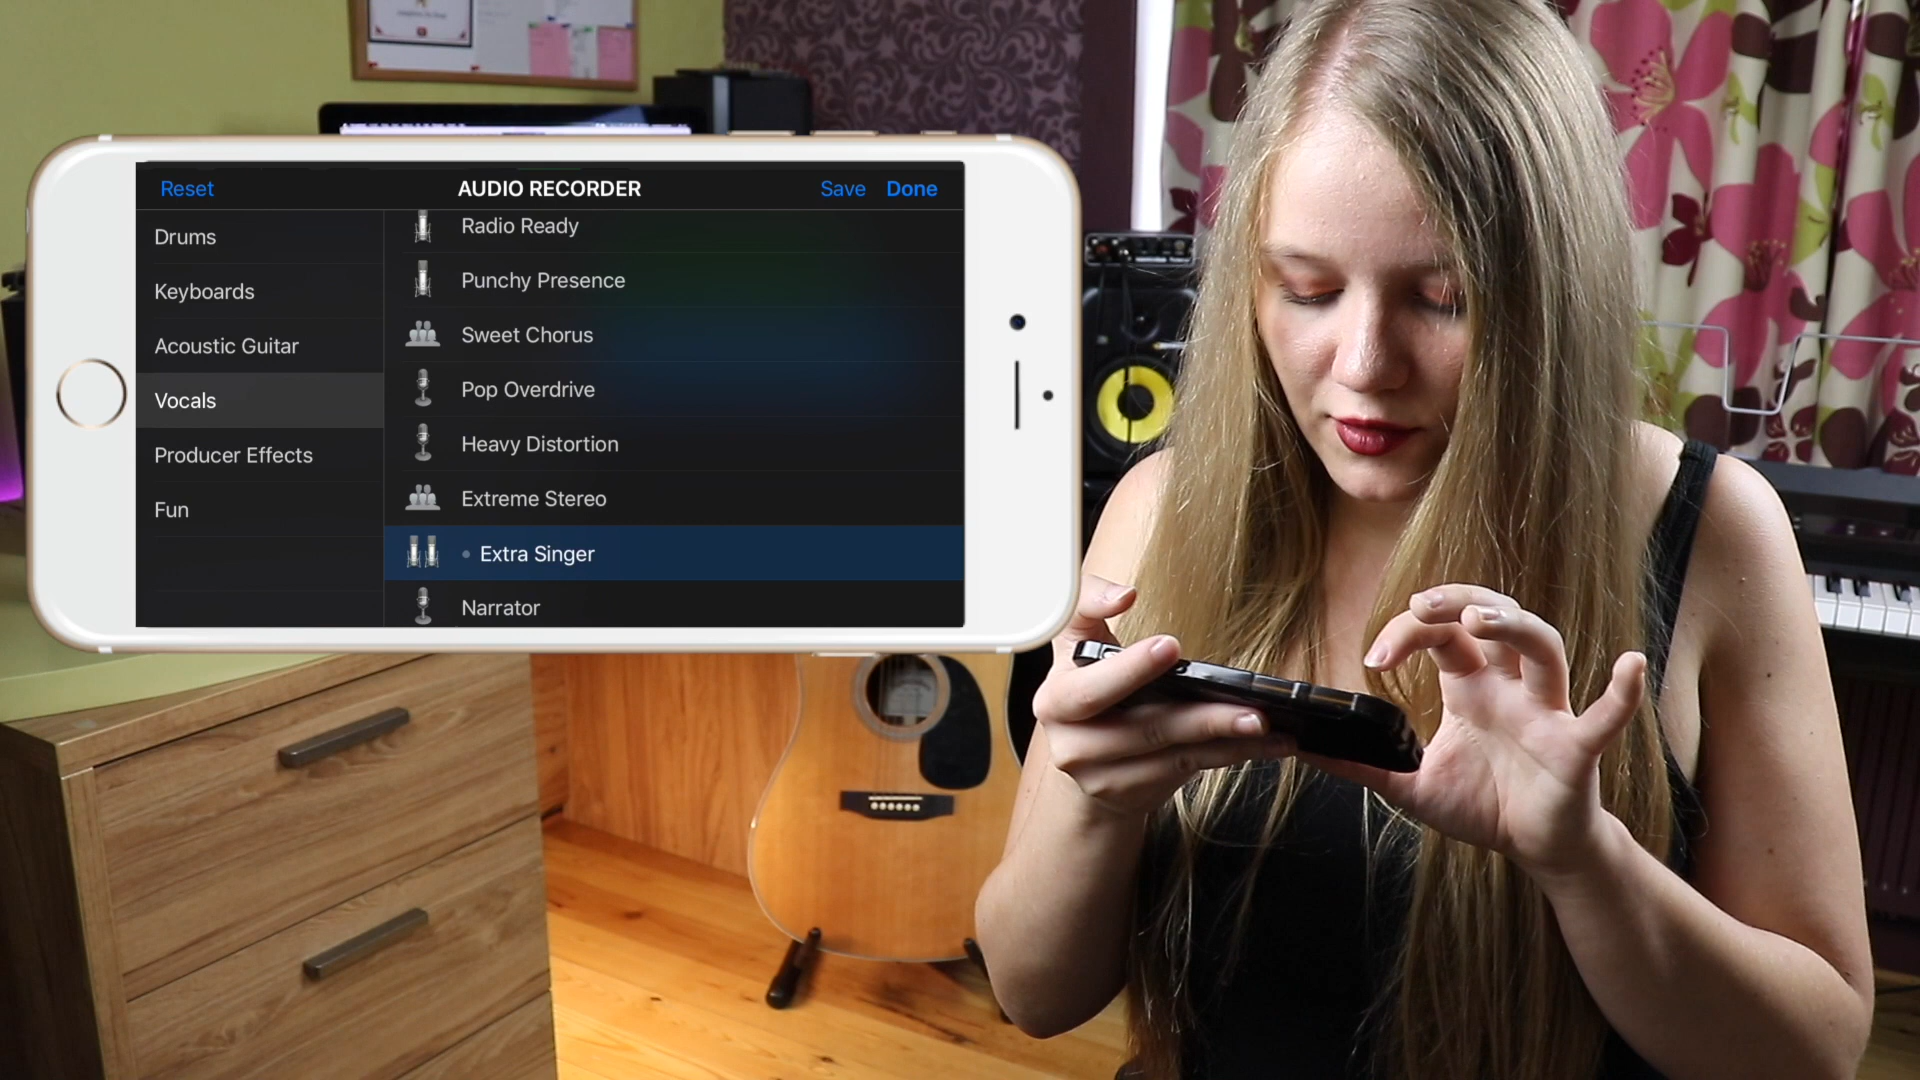 Reset AUDIO RECORDER Save Done
Drums
Keyboards
Acoustic Guitar
Vocals
Producer Effects
Fun
Radio Ready
Punchy Presence
Sweet Chorus
Pop Overdrive
Heavy Distortion
Extreme Stereo
Extra Singer
Narrator